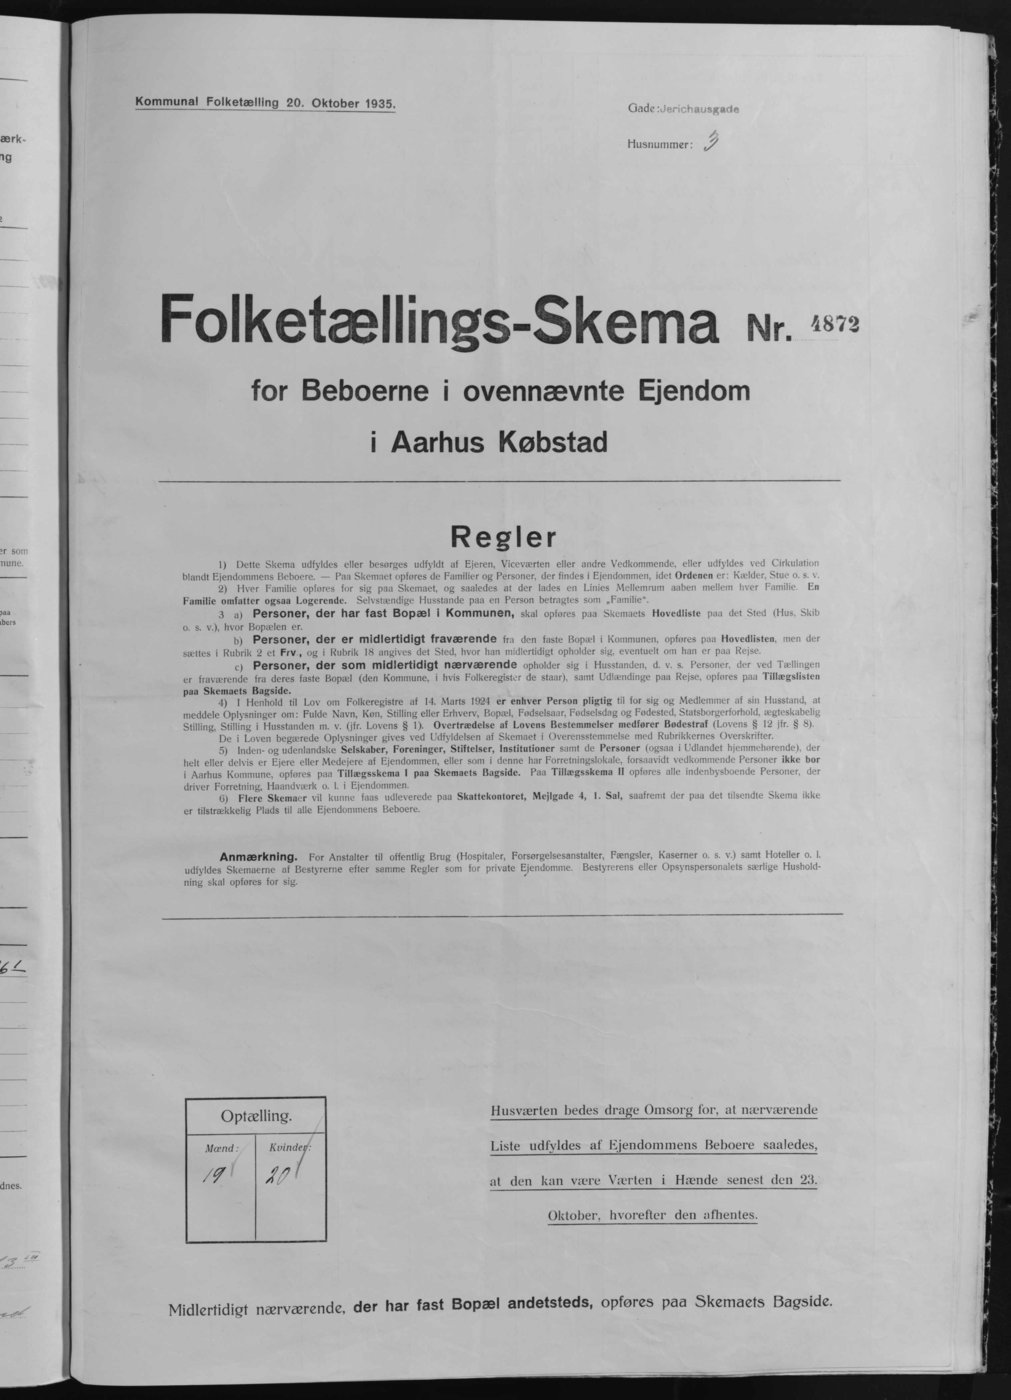 Kommunal Folketælling 20. Oktober 1935.
Gade: Jerichausgade
Husnummer: 3
Folketællings-Skema Nr. 4872
for Beboerne i ovennævnte Ejendom
i Aarhus Købstad
Regler
1) Dette Skema udfyldes eller besørges udfyldt af Ejeren, Viceværten eller andre Vedkommende, eller udfyldes ved Cirkulation
blandt Ejendommens Beboere. — Paa Skemaet opføres de Familier og Personer, der findes i Ejendommen, idet Ordenen er: Kælder, Stue o. s. v.
2) Hver Familie opføres for sig paa Skemaet, og saaledes at der lades en Linies Mellemrum aaben mellem hver Familie. En
Familie omfatter ogsaa Logerende. Selvstændige Husstande paa en Person betragtes som „Familie“.
3 a) Personer, der har fast Bopæl i Kommunen, skal opføres paa Skemaets Hovedliste paa det Sted (Hus, Skib
o. s. v.), hvor Bopælen er.
b) Personer, der er midlertidigt fraværende fra den faste Bopæl i Kommunen, opføres paa Hovedlisten, men der
sættes i Rubrik 2 et Frv., og i Rubrik 18 angives det Sted, hvor han midlertidigt opholder sig, eventuelt om han er paa Rejse.
c) Personer, der som midlertidigt nærværende opholder sig i Husstanden, d. v. s. Personer, der ved Tællingen
er fraværende fra deres faste Bopæl (den Kommune, i hvis Folkeregister de staar), samt Udlændinge paa Rejse, opføres paa Tillægslisten
paa Skemaets Bagside.
4) I Henhold til Lov om Folkeregistre af 14. Marts 1924 er enhver Person pligtig til for sig og Medlemmer af sin Husstand, at
meddele Oplysninger om: Fulde Navn, Køn, Stilling eller Erhverv, Bopæl, Fødselsaar, Fødselsdag og Fødested, Statsborgerforhold, ægteskabelig
Stilling, Stilling i Husstanden m. v. (jfr. Lovens § 1). Overtrædelse af Lovens Bestemmelser medfører Bødestraf (Lovens § 12 jfr. § 8).
De i Loven begærede Oplysninger gives ved Udfyldelsen af Skemaet i Overensstemmelse med Rubrikkernes Overskrifter.
5) Inden- og udenlandske Selskaber, Foreninger, Stiftelser, Institutioner samt de Personer (ogsaa i Udlandet hjemmehørende), der
helt eller delvis er Ejere eller Medejere af Ejendommen, eller som i denne har Forretningslokale, forsaavidt vedkommende Personer ikke bor
i Aarhus Kommune, opføres paa Tillægsskema I paa Skemaets Bagside. Paa Tillægsskema II opføres alle indenbysboende Personer, der
driver Forretning, Haandværk o. l. i Ejendommen.
6) Flere Skemaer vil kunne faas udleverede paa Skattekontoret, Mejlgade 4, 1. Sal, saafremt der paa det tilsendte Skema ikke
er tilstrækkelig Plads til alle Ejendommens Beboere.
Anmærkning. For Anstalter til offentlig Brug (Hospitaler, Forsørgelsesanstalter, Fængsler, Kaserner o. s. v.) samt Hoteller o. l.
udfyldes Skemaerne af Bestyrerne efter samme Regler som for private Ejendomme. Bestyrerens eller Opsynspersonalets særlige Hushold-
ning skal opføres for sig.
Optælling.
Mænd: Kvinder:
19 20
Husværten bedes drage Omsorg for, at nærværende
Liste udfyldes af Ejendommens Beboere saaledes,
at den kan være Værten i Hænde senest den 23.
Oktober, hvorefter den afhentes.
Midlertidigt nærværende, der har fast Bopæl andetsteds, opføres paa Skemaets Bagside.